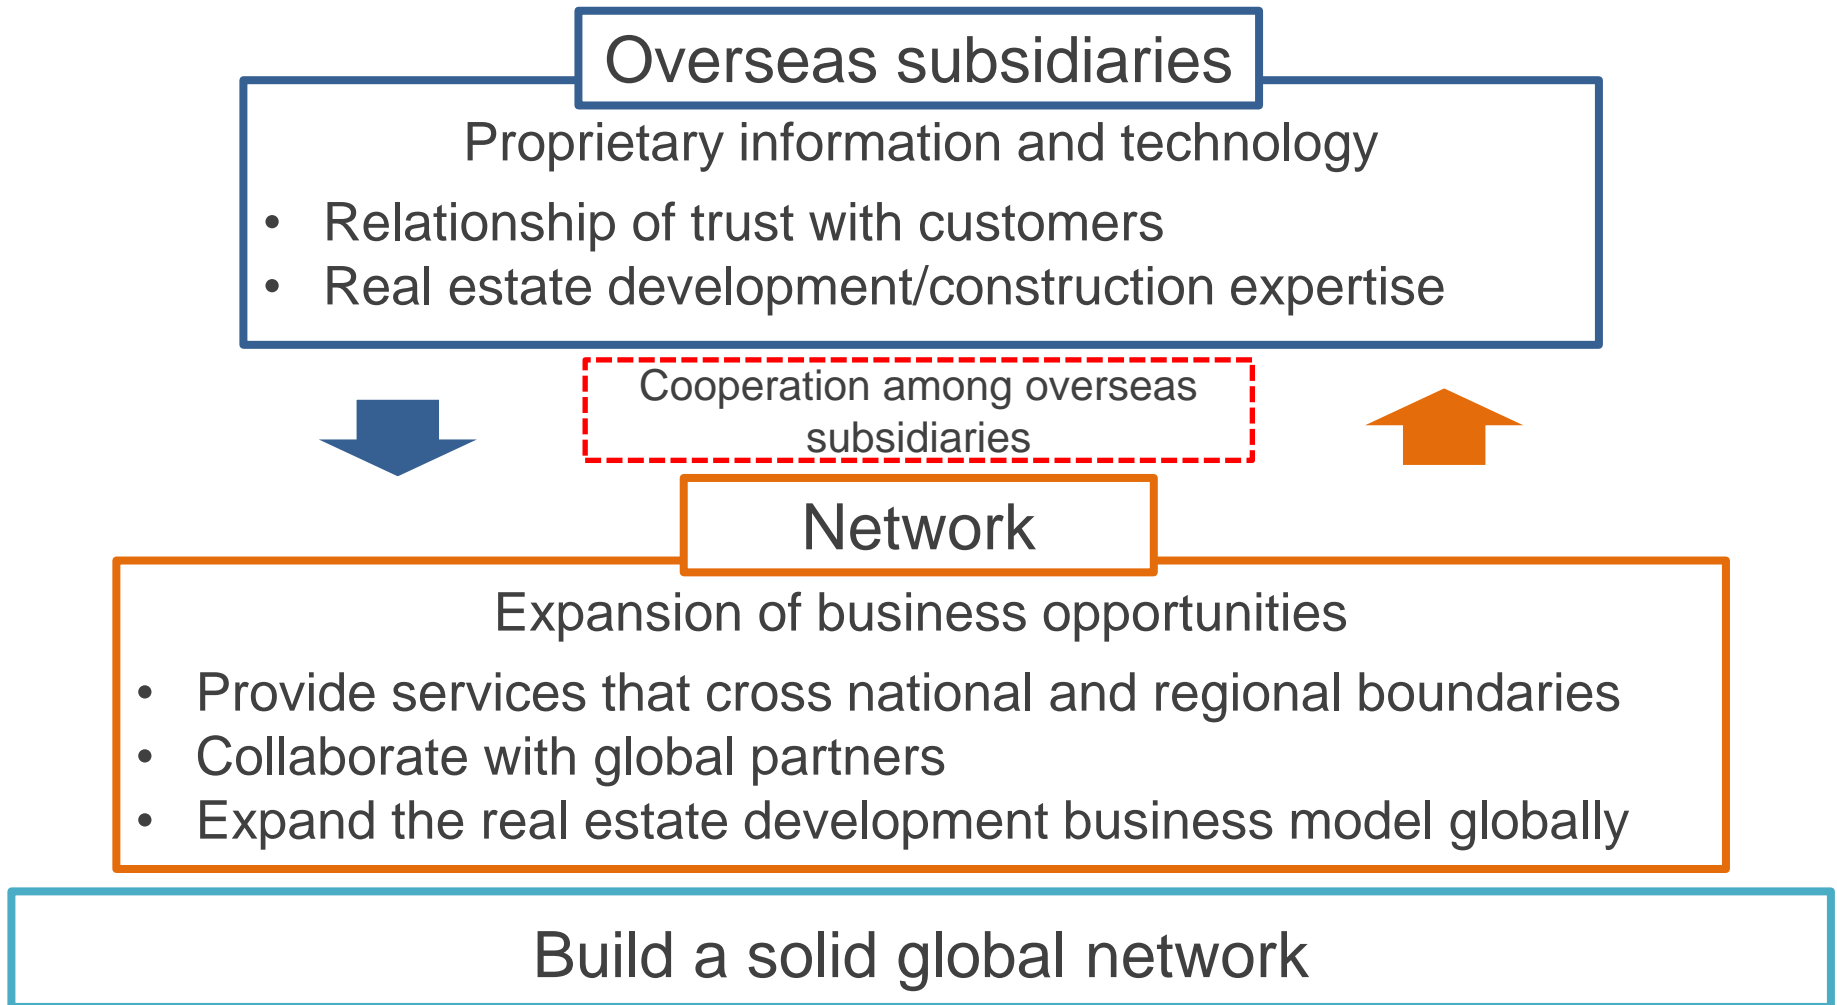 Overseas subsidiaries
Proprietary information and technology
• Relationship of trust with customers
• Real estate development/construction expertise
Cooperation among overseas
subsidiaries
Network
Expansion of business opportunities
• Provide services that cross national and regional boundaries
• Collaborate with global partners
• Expand the real estate development business model globally
Build a solid global network